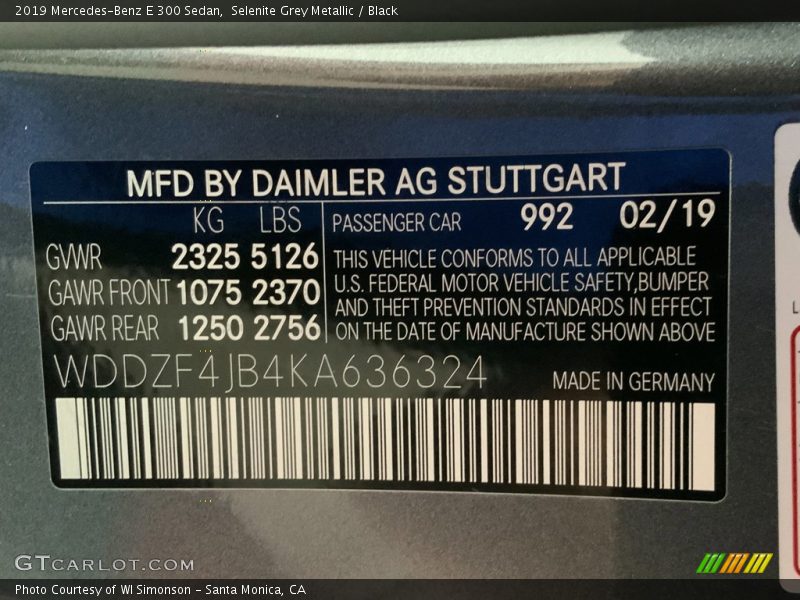 2019 Mercedes-Benz E 300 Sedan, Selenite Grey Metallic / Black
MFD BY DAIMLER AG STUTTGART
KG LBS
GVWR 2325 5126
GAWR FRONT 1075 2370
GAWR REAR 1250 2756
PASSENGER CAR 992 02/19
THIS VEHICLE CONFORMS TO ALL APPLICABLE
U.S. FEDERAL MOTOR VEHICLE SAFETY,BUMPER
AND THEFT PREVENTION STANDARDS IN EFFECT
ON THE DATE OF MANUFACTURE SHOWN ABOVE
WDDZF4JB4KA636324
MADE IN GERMANY
GTCARLOT.COM
Photo Courtesy of WI Simonson - Santa Monica, CA